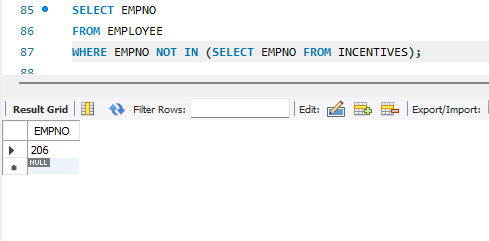 85 SELECT EMPNO
86 FROM EMPLOYEE
87 WHERE EMPNO NOT IN (SELECT EMPNO FROM INCENTIVES);
88
Result Grid Filter Rows: Edit: Export/Import:
EMPNO
206
NULL